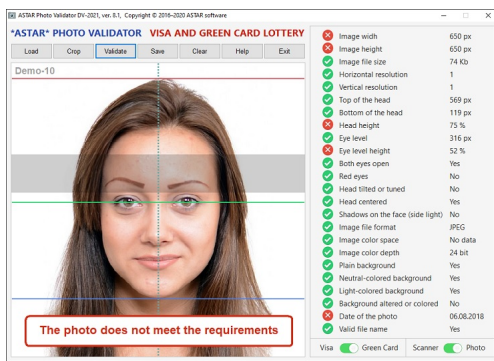 ASTAR Photo Validator DV-2021, ver. 8.1, Copyright © 2016-2020 ASTAR software
*ASTAR* PHOTO VALIDATOR VISA AND GREEN CARD LOTTERY
Load Crop Validate Save Clear Help Exit
Demo-10
The photo does not meet the requirements
Image widh 650 px
Image height 650 px
Image file size 74 Kb
Horizontal resolution 1
Vertical resolution 1
Top of the head 569 px
Bottom of the head 119 px
Head height 75 %
Eye level 316 px
Eye level height 52 %
Both eyes open Yes
Red eyes No
Head tilted or tuned No
Head centered Yes
Shadows on the face (side light) No
Image file format JPEG
Image color space No data
Image color depth 24 bit
Plain background Yes
Neutral-colored background Yes
Light-colored background Yes
Background altered or colored No
Date of the photo 06.08.2018
Valid file name Yes
Visa Green Card Scanner Photo